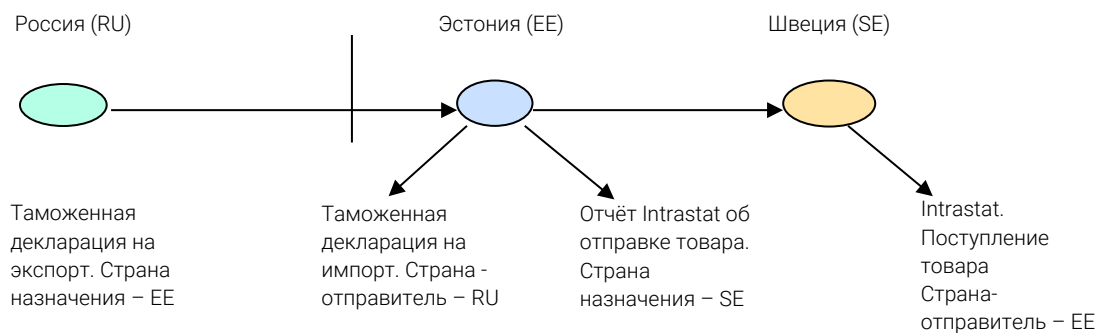 Россия (RU)
Эстония (EE)
Швеция (SE)
Таможенная
декларация на
экспорт. Страна
назначения – EE
Таможенная
декларация на
импорт. Страна -
отправитель – RU
Отчёт Intrastat об
отправке товара.
Страна
назначения – SE
Intrastat.
Поступление
товара
Страна-
отправитель – EE